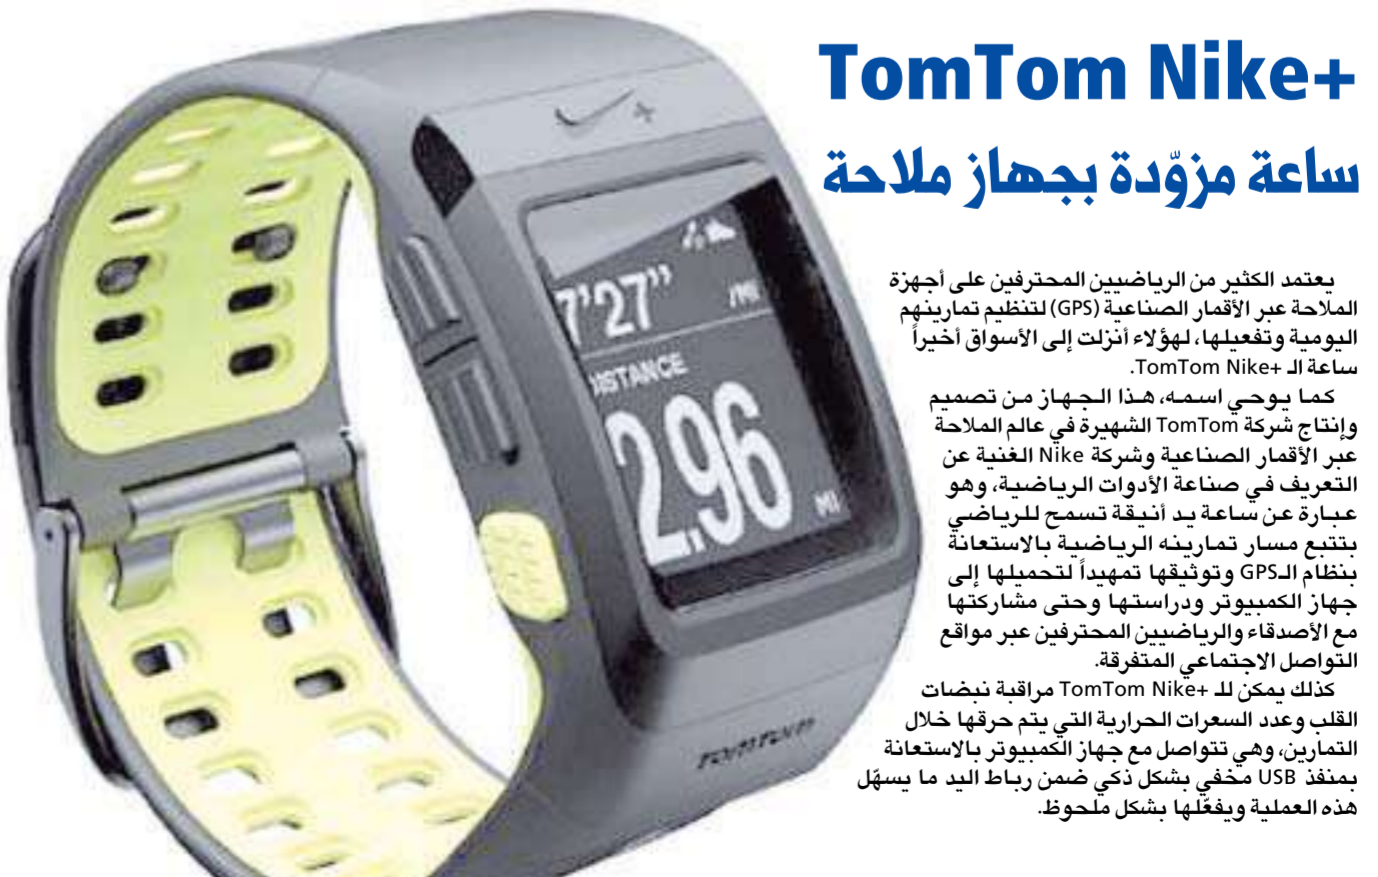 TomTom Nike+
ساعة مزوّدة بجهاز ملاحة
يعتمد الكثير من الرياضيين المحترفين على أجهزة
الملاحة عبر الأقمار الصناعية (GPS) لتنظيم تمارينهم
اليومية وتفعيلها، لهؤلاء أنزلت إلى الأسواق أخيراً
ساعة الـ TomTom Nike+.
كما يوحي اسمه، هذا الجهاز من تصميم
وإنتاج شركة TomTom الشهيرة في عالم الملاحة
عبر الأقمار الصناعية وشركة Nike الغنية عن
التعريف في صناعة الأدوات الرياضية، وهو
عبارة عن ساعة يد أنيقة تسمح للرياضي
بتتبع مسار تمارينه الرياضية بالاستعانة
بنظام الـGPS وتوثيقها تمهيداً لتحميلها إلى
جهاز الكمبيوتر ودراستها وحتى مشاركتها
مع الأصدقاء والرياضيين المحترفين عبر مواقع
التواصل الاجتماعي المتفرقة.
كذلك يمكن للـ TomTom Nike+ مراقبة نبضات
القلب وعدد السعرات الحرارية التي يتم حرقها خلال
التمارين، وهي تتواصل مع جهاز الكمبيوتر بالاستعانة
بمنفذ USB مخفي بشكل ذكي ضمن رباط اليد ما يسهّل
هذه العملية ويفعّلها بشكل ملحوظ.
7'27" /MI
DISTANCE
2.96
MI
TOMTOM